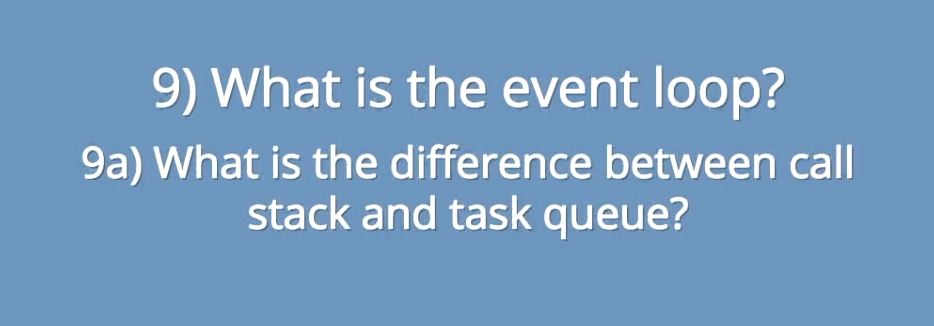 9) What is the event loop?
9a) What is the difference between call
stack and task queue?